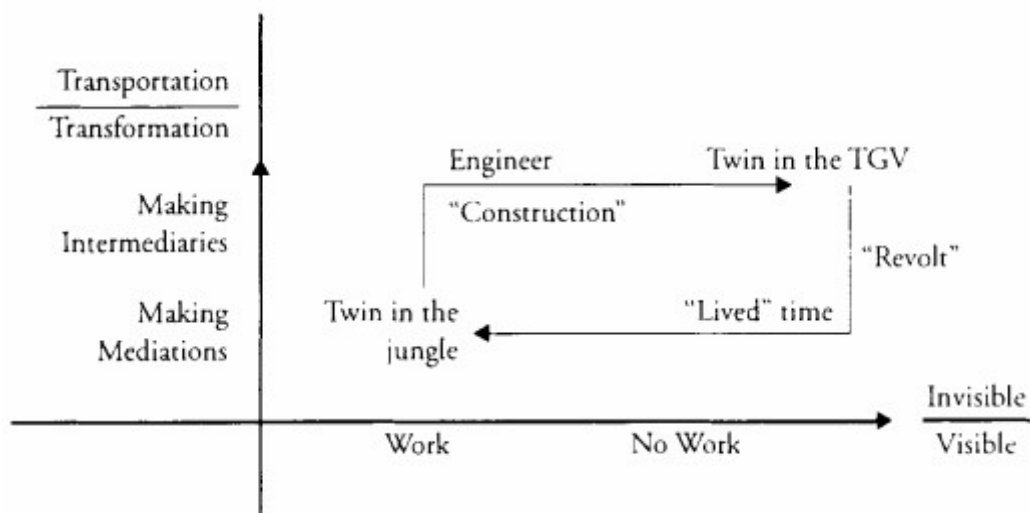 Transportation
Transformation
Engineer
Twin in the TGV
Making
Intermediaries
“Construction”
“Revolt”
Making
Mediations
Twin in the
jungle
“Lived” time
Invisible
Visible
Work
No Work